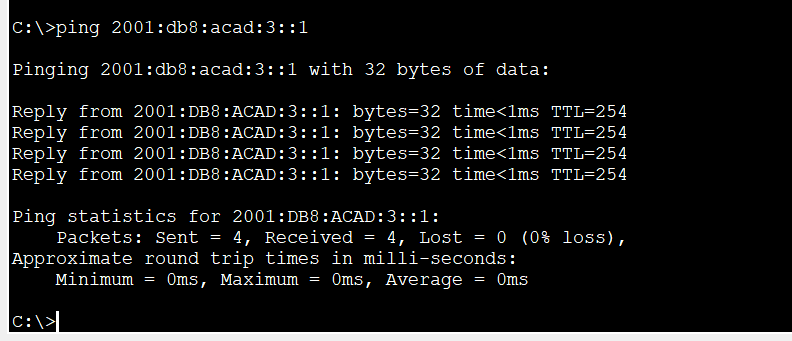 C:\>ping 2001:db8:acad:3::1
Pinging 2001:db8:acad:3::1 with 32 bytes of data:
Reply from 2001:DB8:ACAD:3::1: bytes=32 time<1ms TTL=254
Reply from 2001:DB8:ACAD:3::1: bytes=32 time<1ms TTL=254
Reply from 2001:DB8:ACAD:3::1: bytes=32 time<1ms TTL=254
Reply from 2001:DB8:ACAD:3::1: bytes=32 time<1ms TTL=254
Ping statistics for 2001:DB8:ACAD:3::1:
    Packets: Sent = 4, Received = 4, Lost = 0 (0% loss),
Approximate round trip times in milli-seconds:
    Minimum = 0ms, Maximum = 0ms, Average = 0ms
C:\>